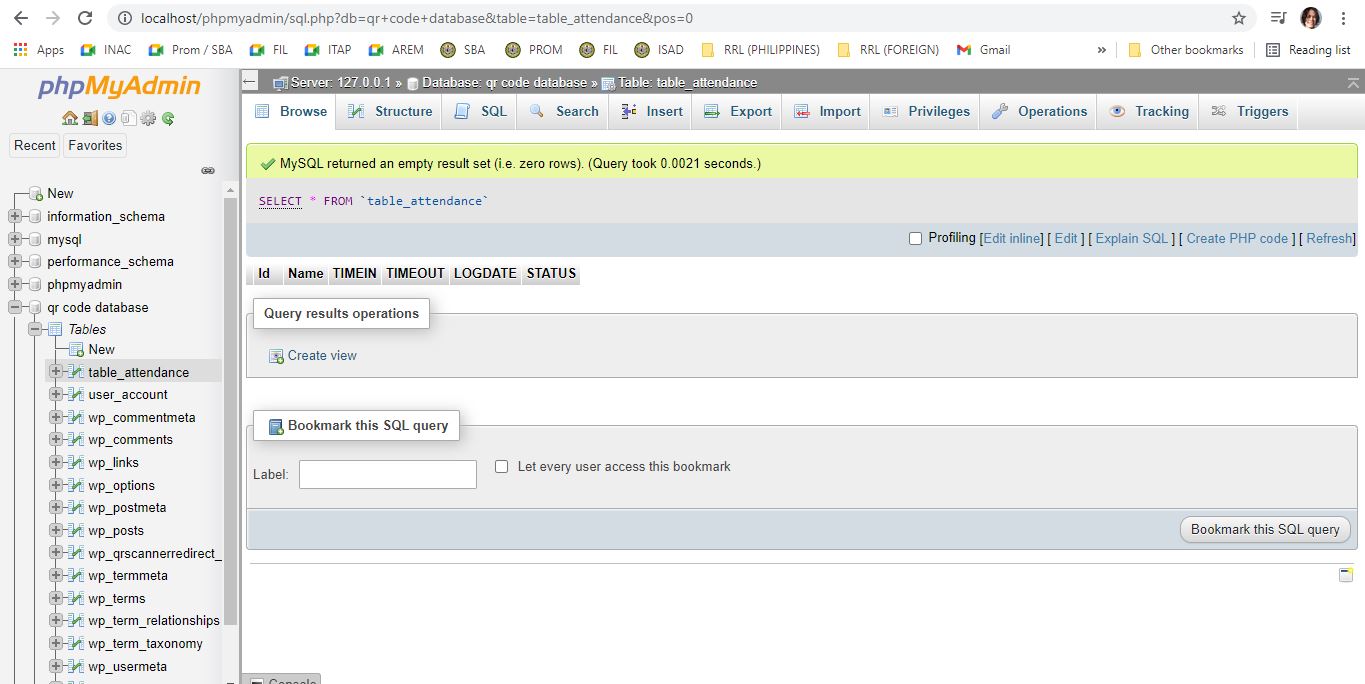 localhost/phpmyadmin/sql.php?db=qr+code+database&table=table_attendance&pos=0
Apps INAC Prom / SBA FIL ITAP AREM SBA PROM FIL ISAD RRL (PHILIPPINES) RRL (FOREIGN) Gmail » Other bookmarks Reading list
phpMyAdmin
Recent Favorites
New
information_schema
mysql
performance_schema
phpmyadmin
qr code database
Tables
New
table_attendance
user_account
wp_commentmeta
wp_comments
wp_links
wp_options
wp_postmeta
wp_posts
wp_qrscannerredirect_
wp_termmeta
wp_terms
wp_term_relationships
wp_term_taxonomy
wp_usermeta
Server: 127.0.0.1 » Database: qr code database » Table: table_attendance
Browse Structure SQL Search Insert Export Import Privileges Operations Tracking Triggers
MySQL returned an empty result set (i.e. zero rows). (Query took 0.0021 seconds.)
SELECT * FROM `table_attendance`
Profiling [Edit inline] [ Edit ] [ Explain SQL ] [ Create PHP code ] [ Refresh]
Id Name TIMEIN TIMEOUT LOGDATE STATUS
Query results operations
Create view
Bookmark this SQL query
Label: Let every user access this bookmark
Bookmark this SQL query
Console